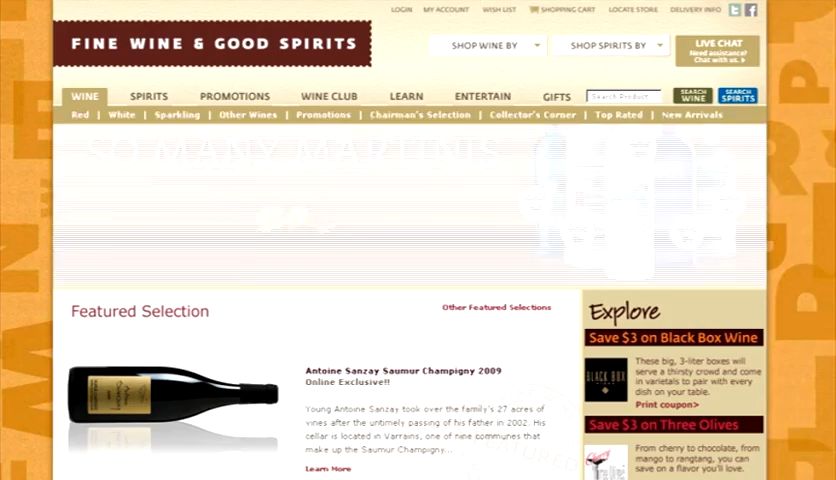 LOGIN MY ACCOUNT WISH LIST SHOPPING CART LOCATE STORE DELIVERY INFO
FINE WINE & GOOD SPIRITS
SHOP WINE BY SHOP SPIRITS BY
LIVE CHAT
Need assistance?
Chat with us.
WINE SPIRITS PROMOTIONS WINE CLUB LEARN ENTERTAIN GIFTS Search Product SEARCH WINE SEARCH SPIRITS
Red | White | Sparkling | Other Wines | Promotions | Chairman's Selection | Collector's Corner | Top Rated | New Arrivals
SO MANY MARTINIS
Featured Selection
Other Featured Selections
Antoine Sanzay Saumur Champigny 2009
Online Exclusive!!
Young Antoine Sanzay took over the family's 27 acres of
vines after the untimely passing of his father in 2002. His
cellar is located in Varrains, one of nine communes that
make up the Saumur Champigny...
Learn More
Explore
Save $3 on Black Box Wine
BLACK BOX
These big, 3-liter boxes will
serve a thirsty crowd and come
in varietals to pair with every
dish on your table.
Print coupon>
Save $3 on Three Olives
From cherry to chocolate, from
mango to rangtang, you can
save on a flavor you'll love.